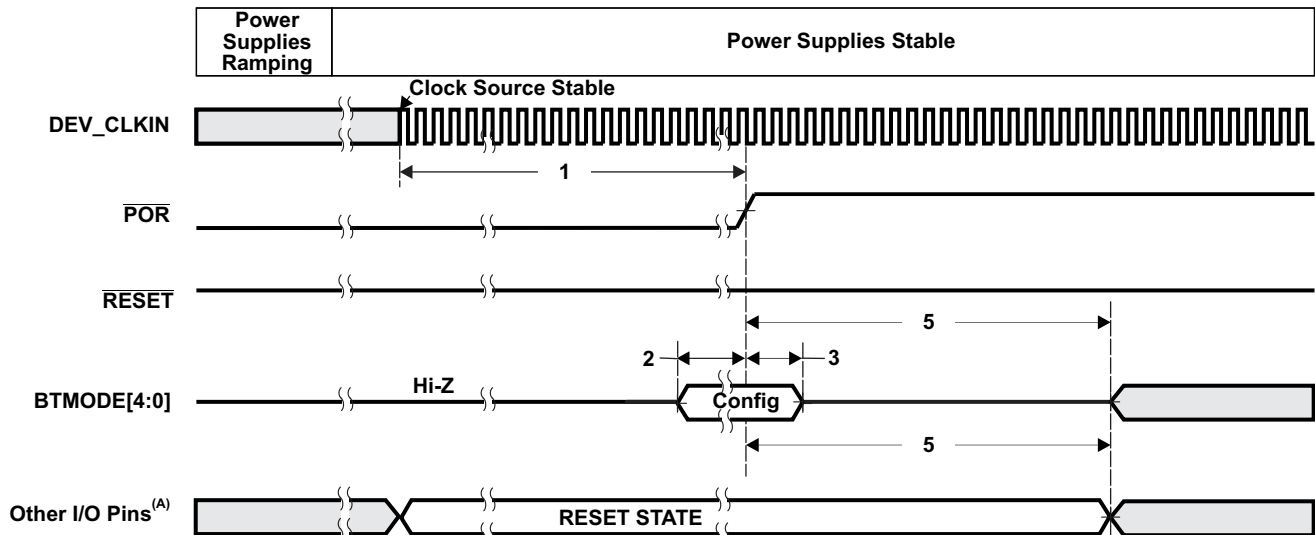 Power
Supplies
Ramping
Power Supplies Stable
Clock Source Stable
DEV_CLKIN
1
POR
RESET
5
2
3
Hi-Z
BTMODE[4:0]
Config
5
Other I/O Pins(A)
RESET STATE